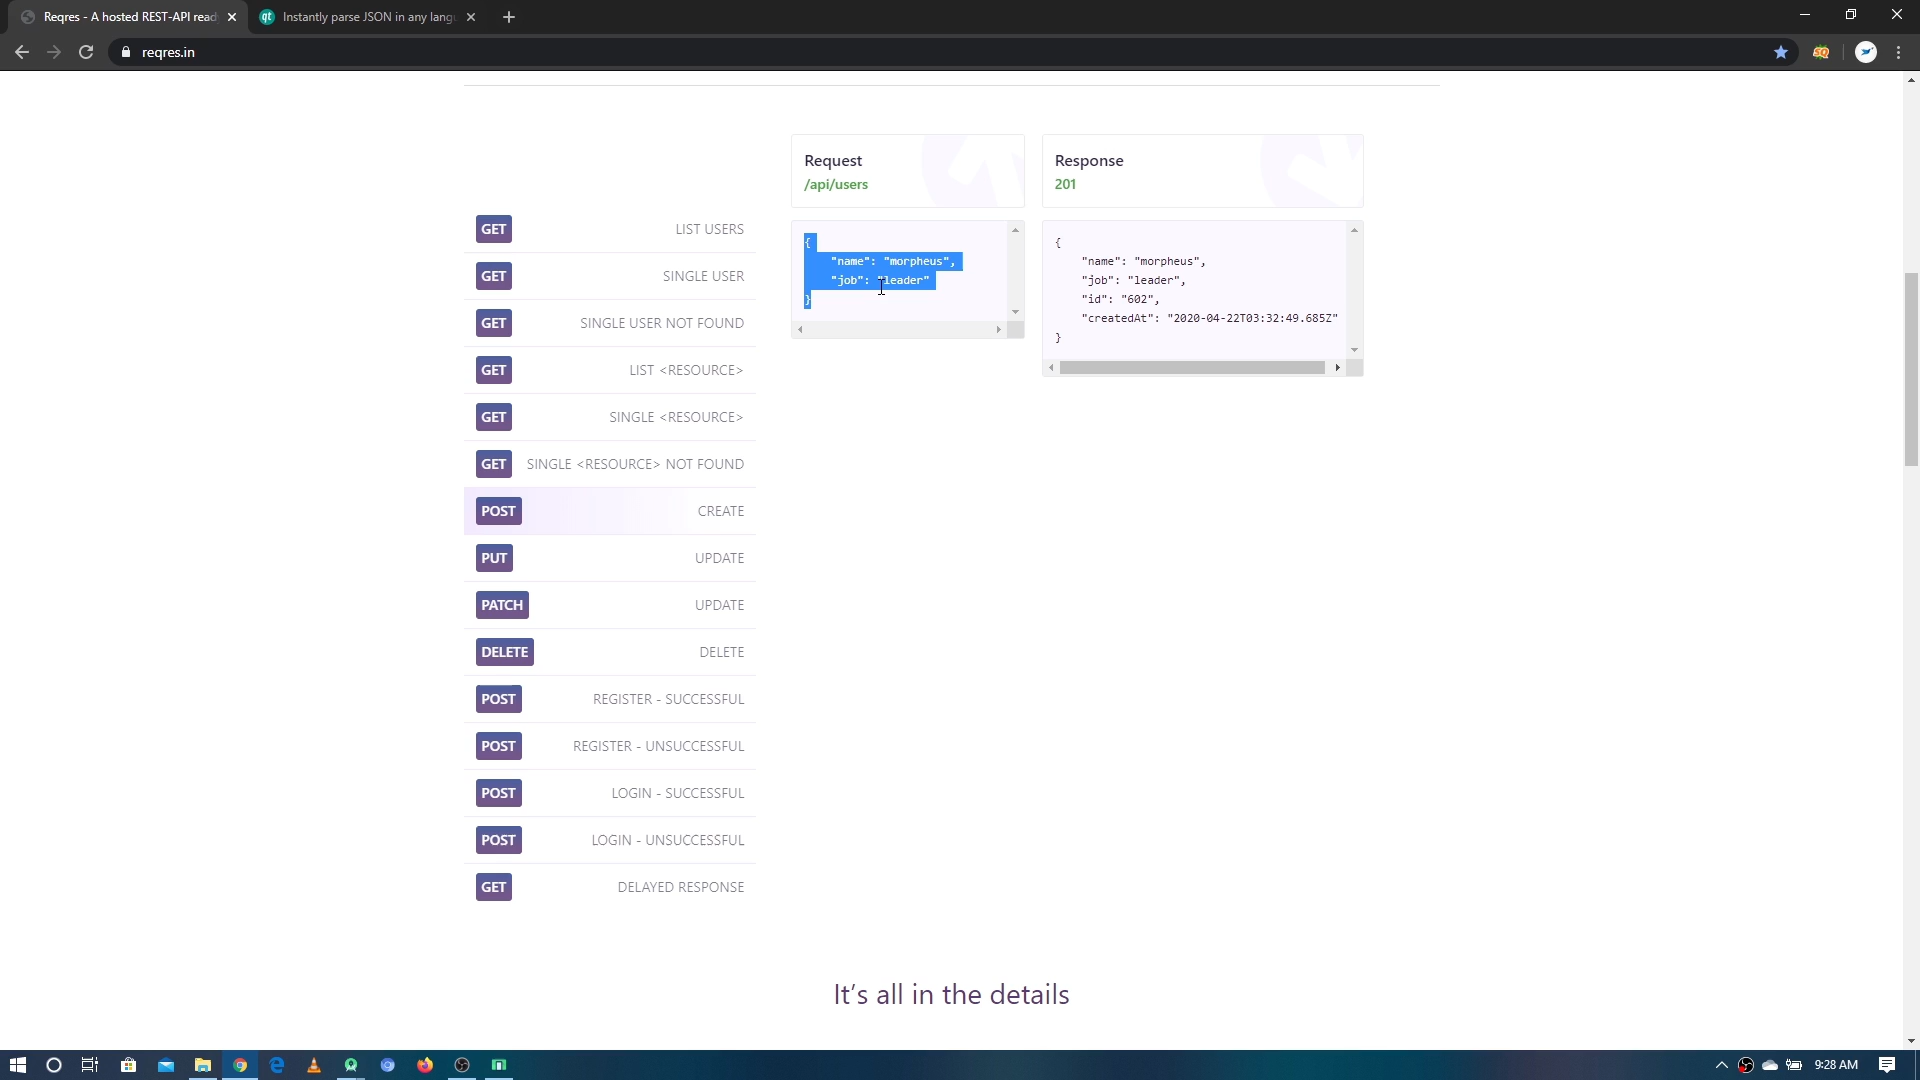 Reqres - A hosted REST-API read
Instantly parse JSON in any langu
reqres.in
SQ
Request
/api/users
Response
201
{
"name": "morpheus",
"job": "leader"
}
{
"name": "morpheus",
"job": "leader",
"id": "602",
"createdAt": "2020-04-22T03:32:49.685Z"
}
GET LIST USERS
GET SINGLE USER
GET SINGLE USER NOT FOUND
GET LIST <RESOURCE>
GET SINGLE <RESOURCE>
GET SINGLE <RESOURCE> NOT FOUND
POST CREATE
PUT UPDATE
PATCH UPDATE
DELETE DELETE
POST REGISTER - SUCCESSFUL
POST REGISTER - UNSUCCESSFUL
POST LOGIN - SUCCESSFUL
POST LOGIN - UNSUCCESSFUL
GET DELAYED RESPONSE
It's all in the details
9:28 AM